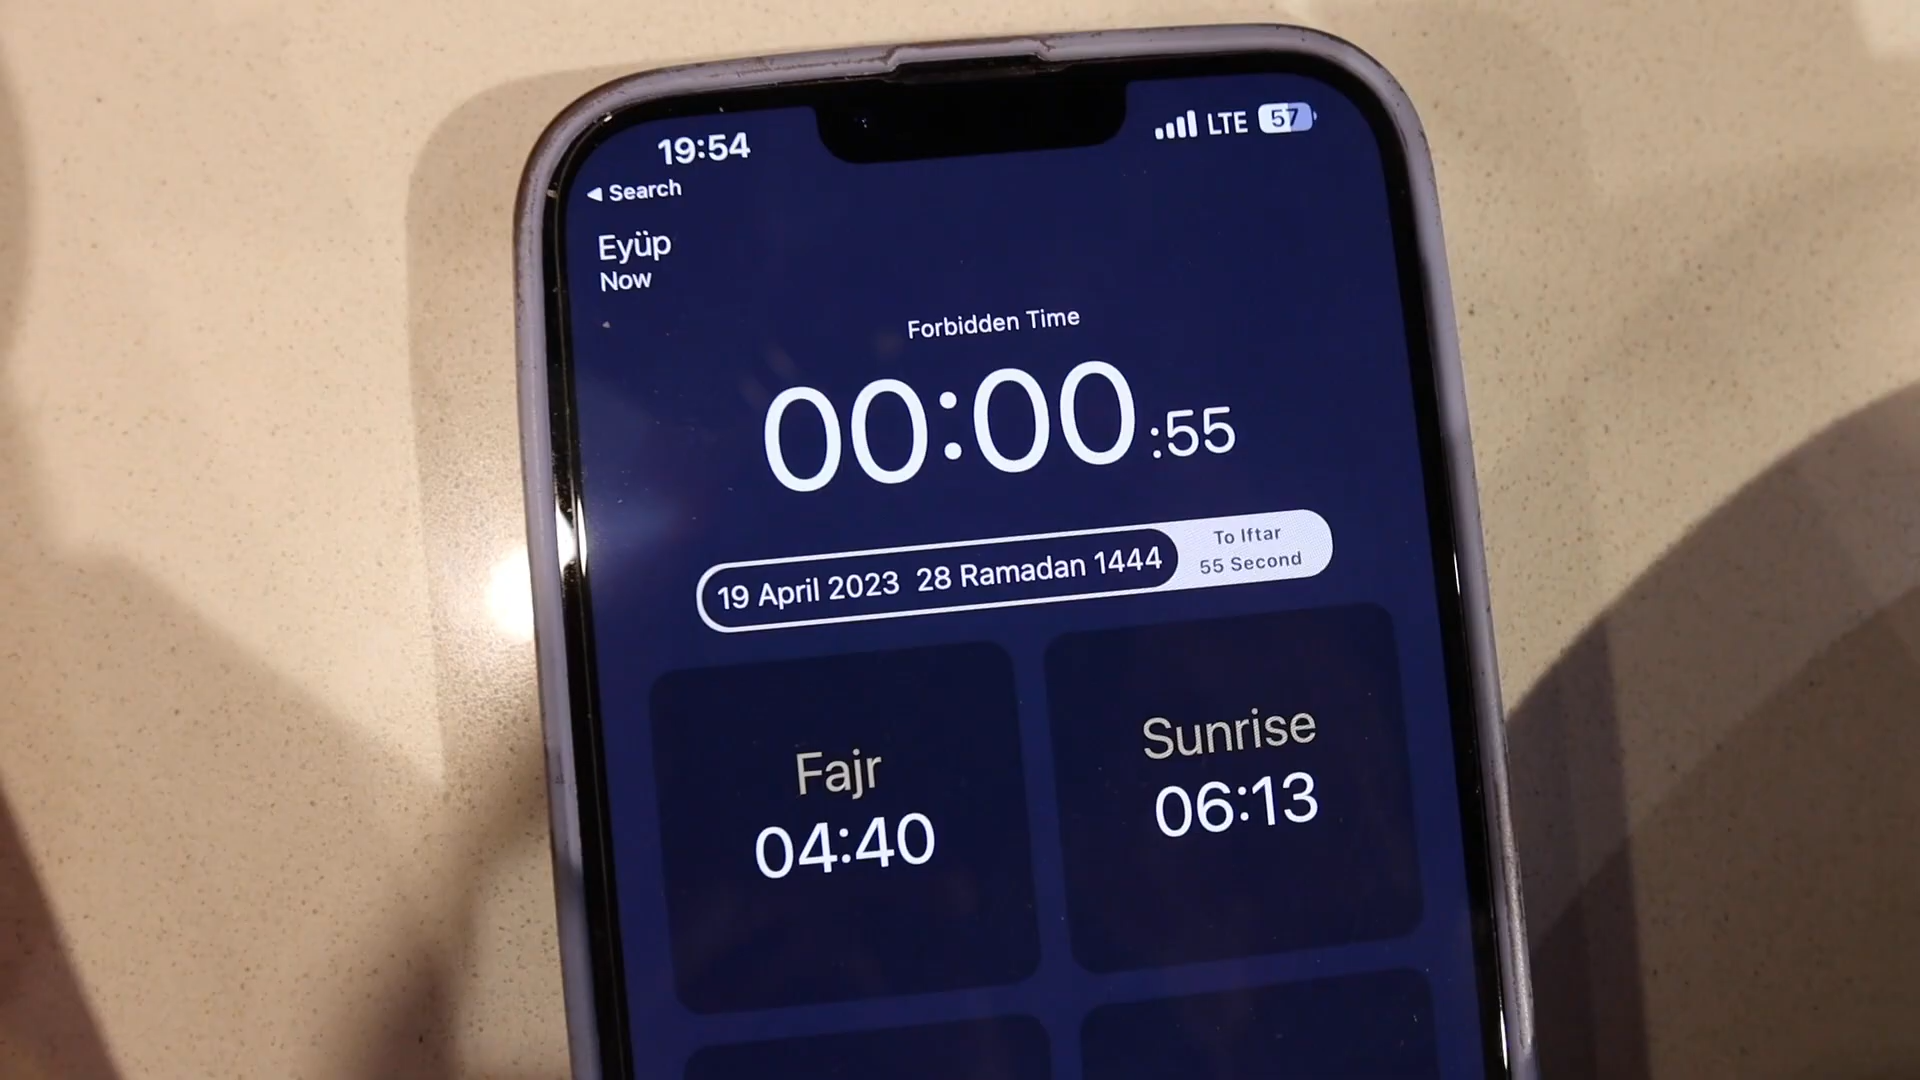 19:54
LTE 57
◀ Search
Eyüp
Now
Forbidden Time
00:00:55
19 April 2023 28 Ramadan 1444
To Iftar
55 Second
Fajr
04:40
Sunrise
06:13